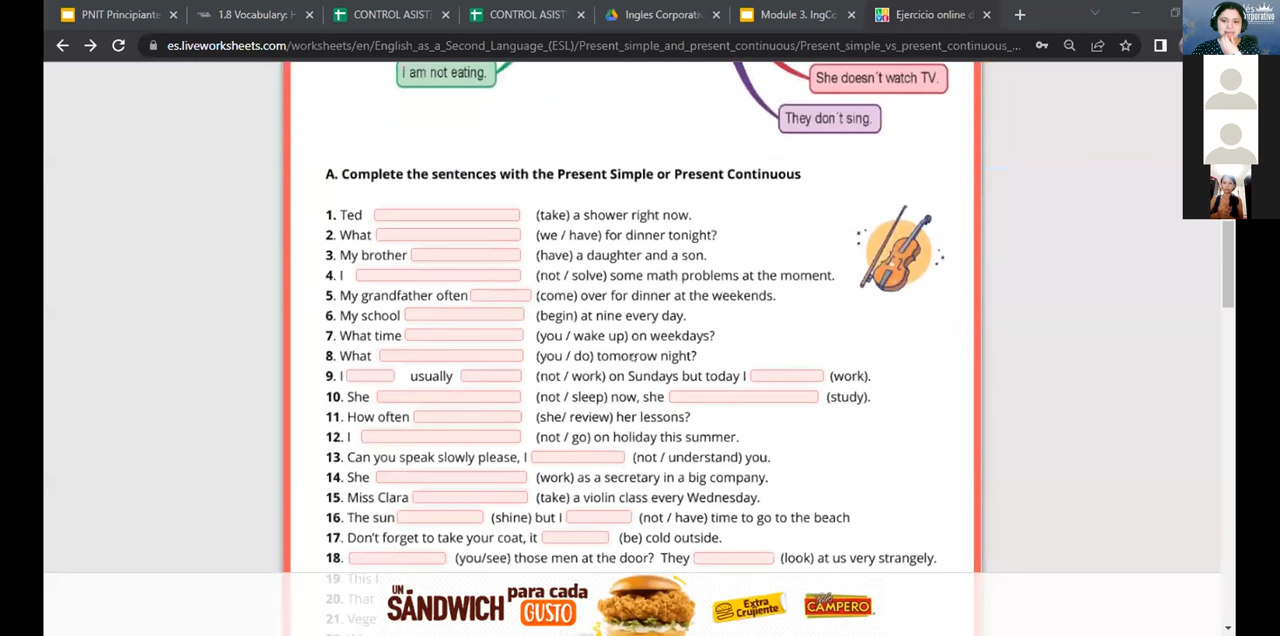 PNIT Principiante
1.8 Vocabulary: H
CONTROL ASIST
CONTROL ASIST
Ingles Corporativ
Module 3. IngCo
Ejercicio online d
es.liveworksheets.com/worksheets/en/English_as_a_Second_Language_(ESL)/Present_simple_and_present_continuous/Present_simple_vs_present_continuous_...
I am not eating.
She doesn´t watch TV.
They don´t sing.
A. Complete the sentences with the Present Simple or Present Continuous
1. Ted (take) a shower right now.
2. What (we / have) for dinner tonight?
3. My brother (have) a daughter and a son.
4. I (not / solve) some math problems at the moment.
5. My grandfather often (come) over for dinner at the weekends.
6. My school (begin) at nine every day.
7. What time (you / wake up) on weekdays?
8. What (you / do) tomorrow night?
9. I usually (not / work) on Sundays but today I (work).
10. She (not / sleep) now, she (study).
11. How often (she/ review) her lessons?
12. I (not / go) on holiday this summer.
13. Can you speak slowly please, I (not / understand) you.
14. She (work) as a secretary in a big company.
15. Miss Clara (take) a violin class every Wednesday.
16. The sun (shine) but I (not / have) time to go to the beach
17. Don't forget to take your coat, it (be) cold outside.
18. (you/see) those men at the door? They (look) at us very strangely.
19. This I
20. That
21. Vege
UN SÁNDWICH para cada GUSTO
Extra Crujiente
Pollo CAMPERO